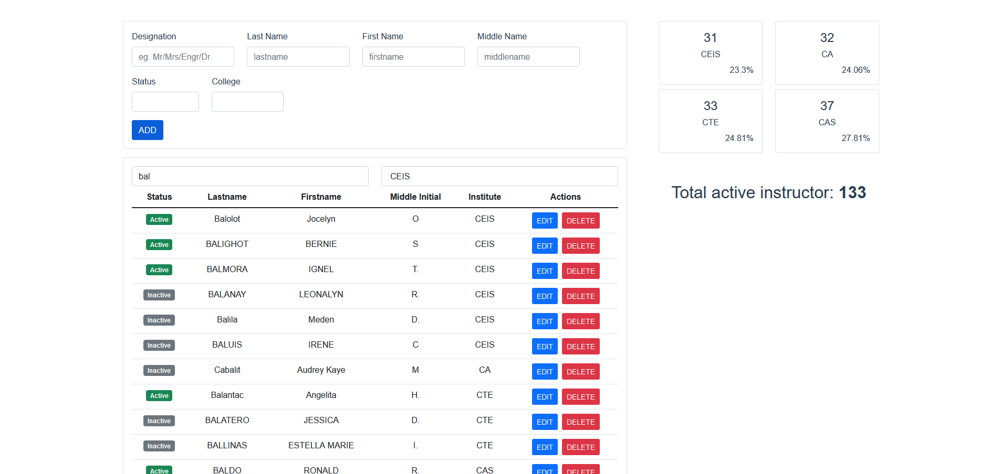 Designation Last Name First Name Middle Name
eg. Mr/Mrs/Engr/Dr. lastname firstname middlename
Status College
ADD
31
CEIS
23.3%
32
CA
24.06%
33
CTE
24.81%
37
CAS
27.81%
Total active instructor: 133
bal CEIS
Status Lastname Firstname Middle Initial Institute Actions
Active Balolot Jocelyn O CEIS EDIT DELETE
Active BALIGHOT BERNIE S CEIS EDIT DELETE
Active BALMORA IGNEL T. CEIS EDIT DELETE
Inactive BALANAY LEONALYN R. CEIS EDIT DELETE
Inactive Balila Meden D. CEIS EDIT DELETE
Inactive BALUIS IRENE C CEIS EDIT DELETE
Inactive Cabalit Audrey Kaye M CA EDIT DELETE
Active Balantac Angelita H. CTE EDIT DELETE
Inactive BALATERO JESSICA D. CTE EDIT DELETE
Inactive BALLINAS ESTELLA MARIE I. CTE EDIT DELETE
Active BALDO RONALD R. CAS EDIT DELETE